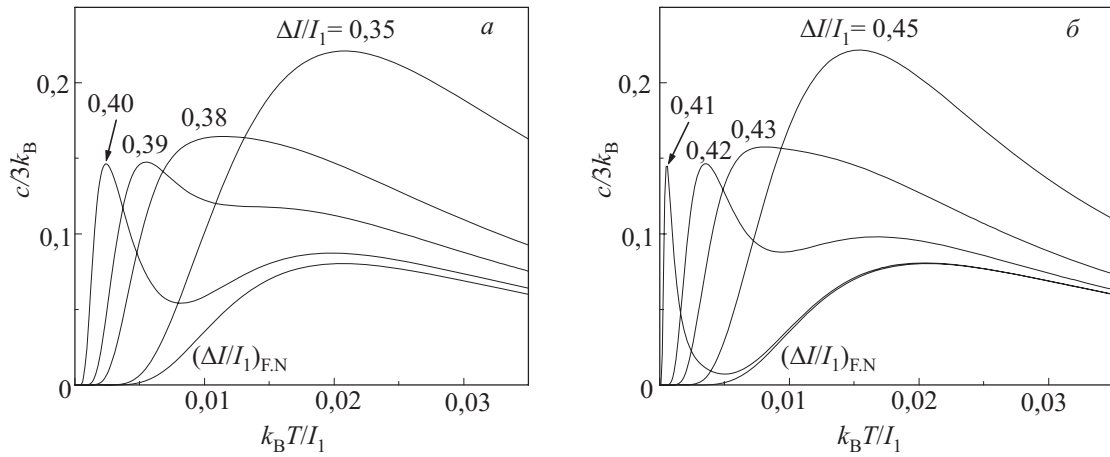 ΔI/I₁ = 0,35
а
0,2
0,40
0,38
0,39
c/3k_B
0,1
(ΔI/I₁)_F.N
0
0,01
0,02
0,03
k_BT/I₁
ΔI/I₁ = 0,45
б
0,2
0,41
0,43
0,42
c/3k_B
0,1
(ΔI/I₁)_F.N
0
0,01
0,02
0,03
k_BT/I₁